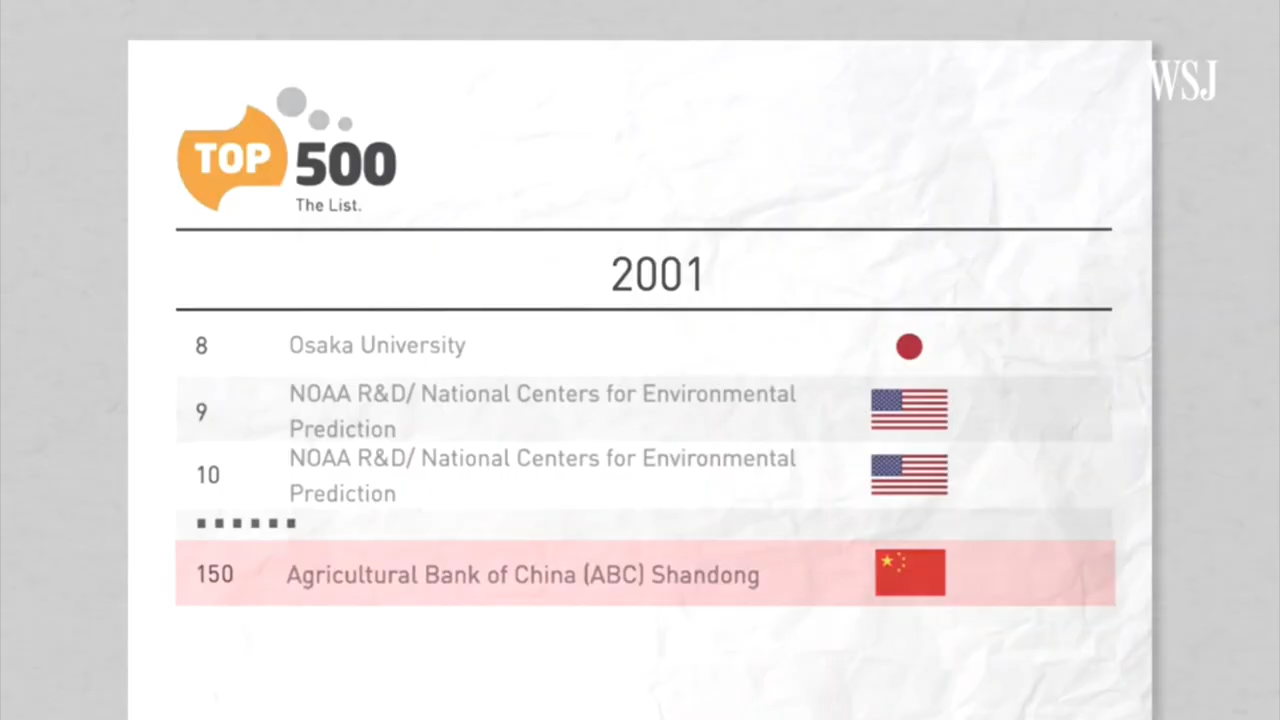 WSJ
TOP 500
The List.
2001
8 Osaka University
9 NOAA R&D/ National Centers for Environmental
Prediction
10 NOAA R&D/ National Centers for Environmental
Prediction
150 Agricultural Bank of China (ABC) Shandong